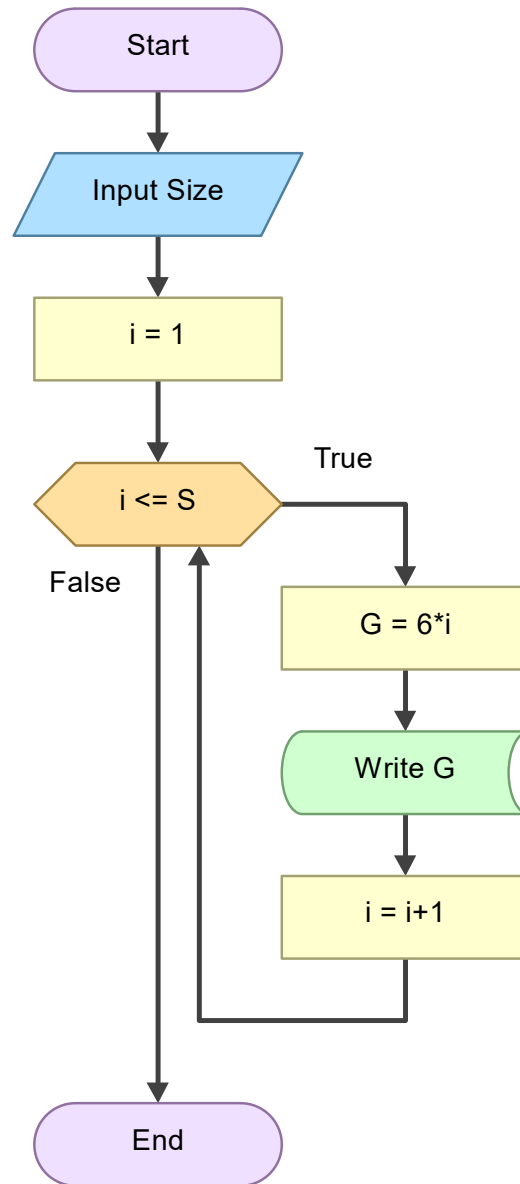 Start
Input Size
i = 1
i <= S
True
False
G = 6*i
Write G
i = i+1
End